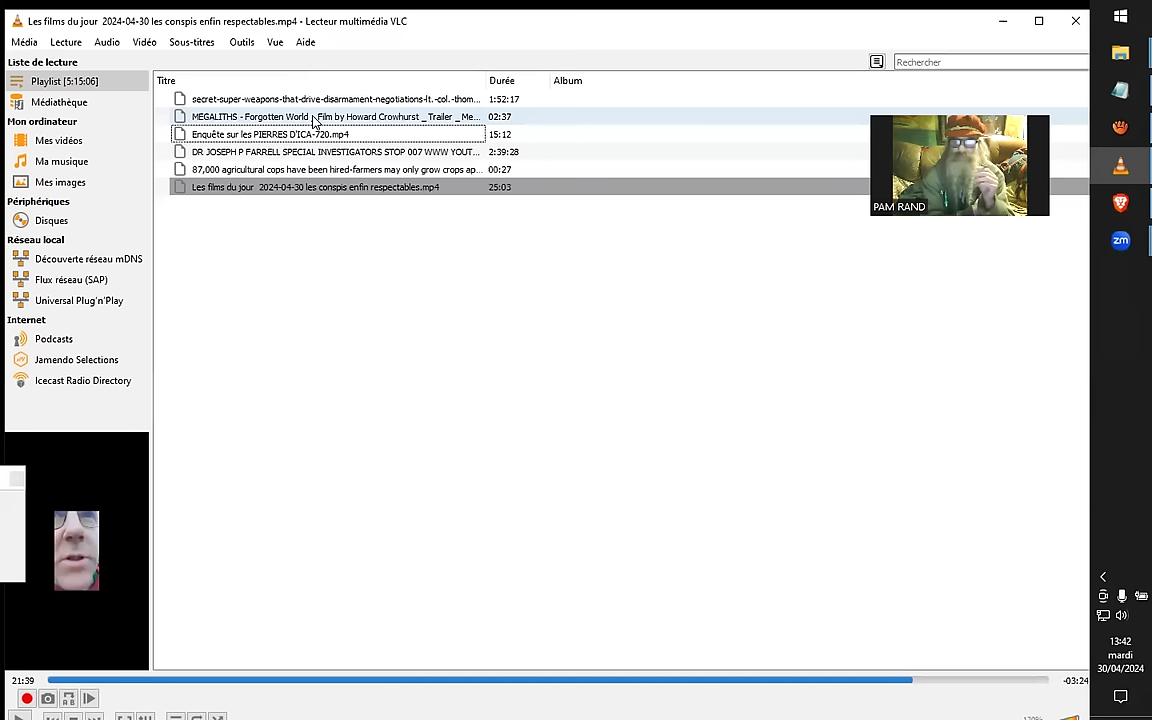 Les films du jour  2024-04-30 les conspis enfin respectables.mp4 - Lecteur multimédia VLC
Média Lecture Audio Vidéo Sous-titres Outils Vue Aide
Liste de lecture
Rechercher
Playlist [5:15:06]
Titre Durée Album
Médiathèque
secret-super-weapons-that-drive-disarmament-negotiations-lt.-col.-thom... 1:52:17
MEGALITHS - Forgotten World _ Film by Howard Crowhurst _ Trailer _ Me... 02:37
Enquête sur les PIERRES D'ICA-720.mp4 15:12
DR JOSEPH P FARRELL SPECIAL INVESTIGATORS STOP 007 WWW YOUT... 2:39:28
87,000 agricultural cops have been hired-farmers may only grow crops ap... 00:27
Les films du jour  2024-04-30 les conspis enfin respectables.mp4 25:03
Mon ordinateur
Mes vidéos
Ma musique
Mes images
Périphériques
Disques
Réseau local
Découverte réseau mDNS
Flux réseau (SAP)
Universal Plug'n'Play
Internet
Podcasts
Jamendo Selections
Icecast Radio Directory
PAM RAND
zm
21:39
-03:24
A B
13:42
mardi
30/04/2024